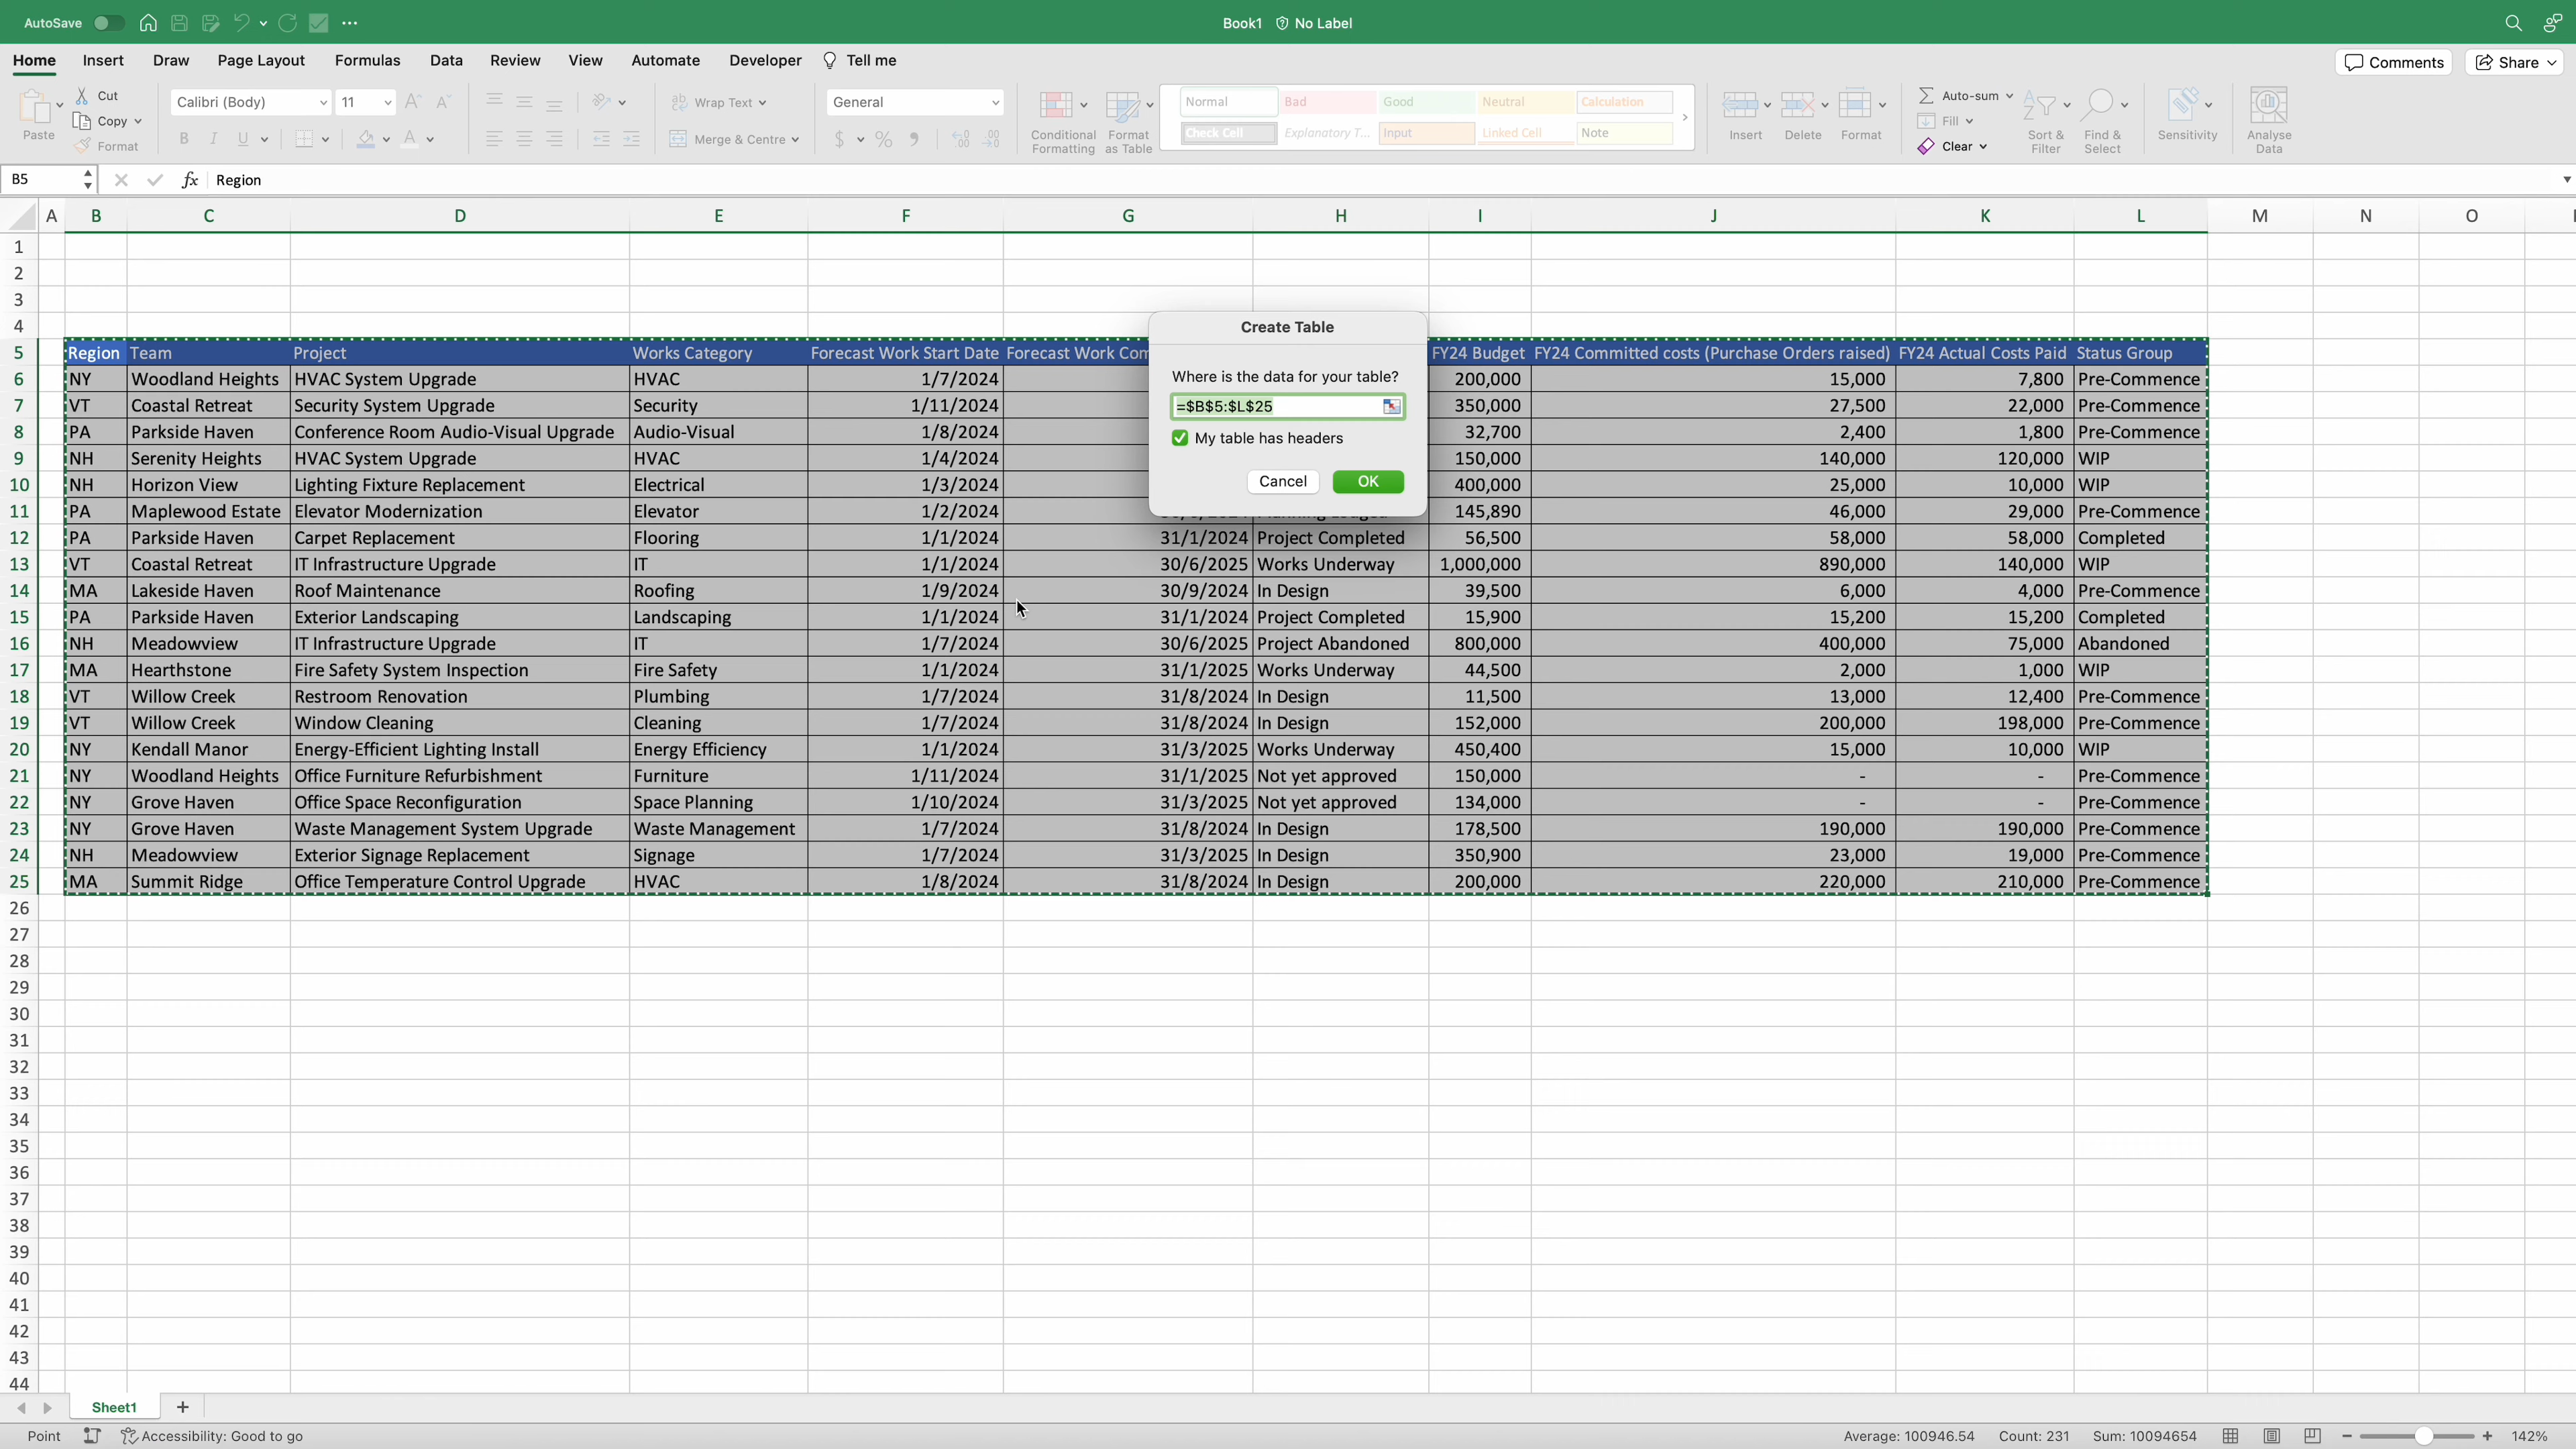 AutoSave Book1 No Label
Home Insert Draw Page Layout Formulas Data Review View Automate Developer Tell me Comments Share
Paste Cut Copy Format Calibri (Body) 11 Wrap Text Merge & Centre General Conditional Formatting Format as Table Normal Bad Good Neutral Calculation Check Cell Explanatory T... Input Linked Cell Note Insert Delete Format Auto-sum Fill Clear Sort & Filter Find & Select Sensitivity Analyse Data
B5 fx Region
A B C D E F G H I J K L M N O
1
2
3
4
5 Region Team Project Works Category Forecast Work Start Date Forecast Work Com FY24 Budget FY24 Committed costs (Purchase Orders raised) FY24 Actual Costs Paid Status Group
6 NY Woodland Heights HVAC System Upgrade HVAC 1/7/2024 200,000 15,000 7,800 Pre-Commence
7 VT Coastal Retreat Security System Upgrade Security 1/11/2024 350,000 27,500 22,000 Pre-Commence
8 PA Parkside Haven Conference Room Audio-Visual Upgrade Audio-Visual 1/8/2024 32,700 2,400 1,800 Pre-Commence
9 NH Serenity Heights HVAC System Upgrade HVAC 1/4/2024 150,000 140,000 120,000 WIP
10 NH Horizon View Lighting Fixture Replacement Electrical 1/3/2024 400,000 25,000 10,000 WIP
11 PA Maplewood Estate Elevator Modernization Elevator 1/2/2024 145,890 46,000 29,000 Pre-Commence
12 PA Parkside Haven Carpet Replacement Flooring 1/1/2024 31/1/2024 Project Completed 56,500 58,000 58,000 Completed
13 VT Coastal Retreat IT Infrastructure Upgrade IT 1/1/2024 30/6/2025 Works Underway 1,000,000 890,000 140,000 WIP
14 MA Lakeside Haven Roof Maintenance Roofing 1/9/2024 30/9/2024 In Design 39,500 6,000 4,000 Pre-Commence
15 PA Parkside Haven Exterior Landscaping Landscaping 1/1/2024 31/1/2024 Project Completed 15,900 15,200 15,200 Completed
16 NH Meadowview IT Infrastructure Upgrade IT 1/7/2024 30/6/2025 Project Abandoned 800,000 400,000 75,000 Abandoned
17 MA Hearthstone Fire Safety System Inspection Fire Safety 1/1/2024 31/1/2025 Works Underway 44,500 2,000 1,000 WIP
18 VT Willow Creek Restroom Renovation Plumbing 1/7/2024 31/8/2024 In Design 11,500 13,000 12,400 Pre-Commence
19 VT Willow Creek Window Cleaning Cleaning 1/7/2024 31/8/2024 In Design 152,000 200,000 198,000 Pre-Commence
20 NY Kendall Manor Energy-Efficient Lighting Install Energy Efficiency 1/1/2024 31/3/2025 Works Underway 450,400 15,000 10,000 WIP
21 NY Woodland Heights Office Furniture Refurbishment Furniture 1/11/2024 31/1/2025 Not yet approved 150,000 - - Pre-Commence
22 NY Grove Haven Office Space Reconfiguration Space Planning 1/10/2024 31/3/2025 Not yet approved 134,000 - - Pre-Commence
23 NY Grove Haven Waste Management System Upgrade Waste Management 1/7/2024 31/8/2024 In Design 178,500 190,000 190,000 Pre-Commence
24 NH Meadowview Exterior Signage Replacement Signage 1/7/2024 31/3/2025 In Design 350,900 23,000 19,000 Pre-Commence
25 MA Summit Ridge Office Temperature Control Upgrade HVAC 1/8/2024 31/8/2024 In Design 200,000 220,000 210,000 Pre-Commence
26
27
28
29
30
31
32
33
34
35
36
37
38
39
40
41
42
43
44
Create Table
Where is the data for your table?
=$B$5:$L$25
My table has headers
Cancel OK
Sheet1 +
Point Accessibility: Good to go Average: 100946.54 Count: 231 Sum: 10094654 142%